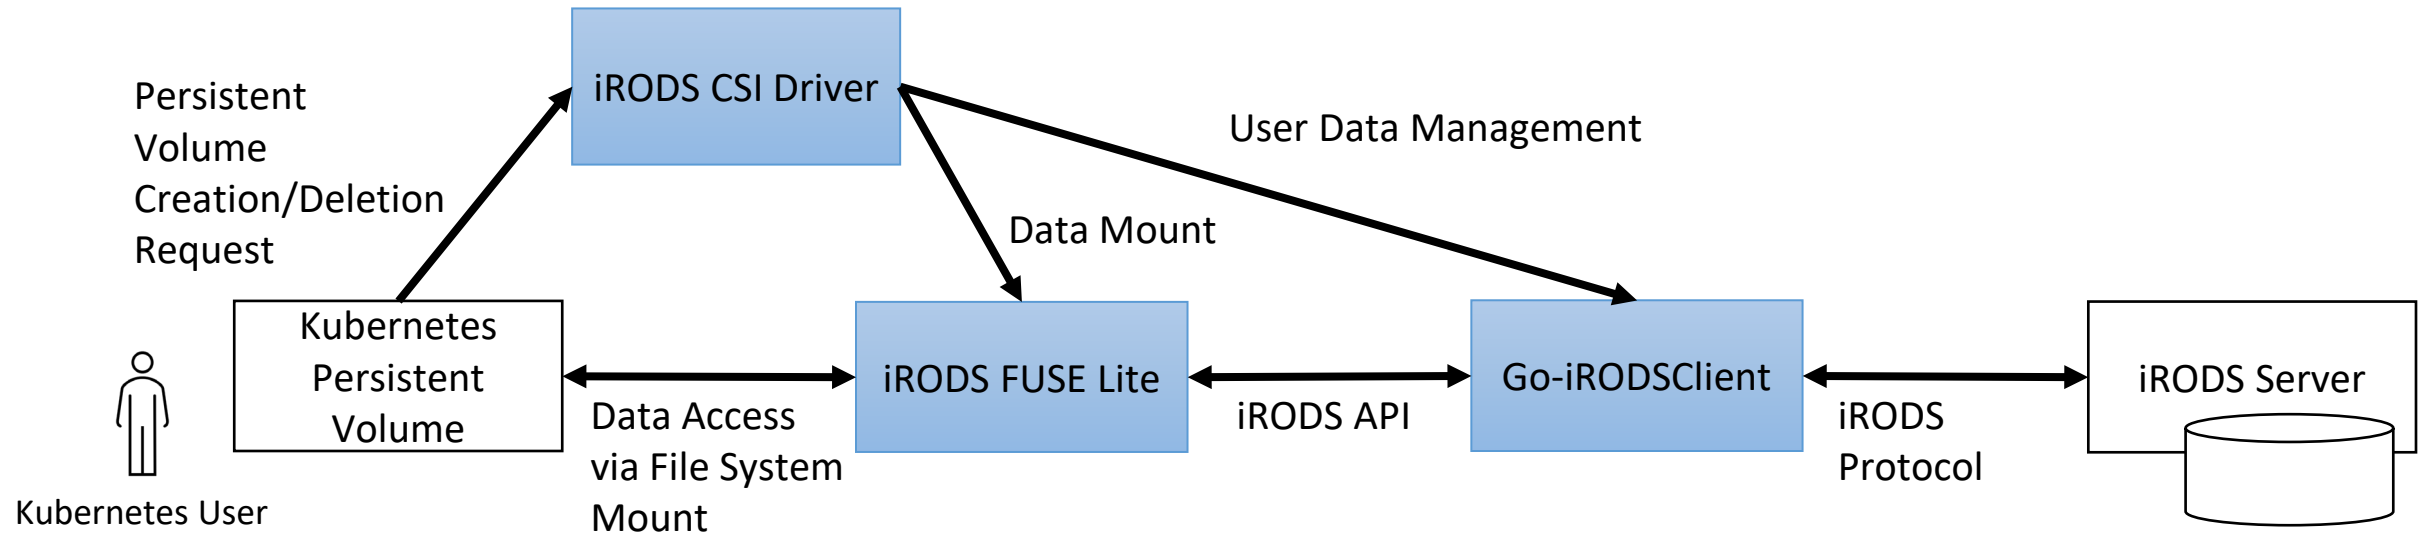 iRODS CSI Driver
Persistent
Volume
Creation/Deletion
Request
User Data Management
Data Mount
Kubernetes
Persistent
Volume
iRODS FUSE Lite
Go-iRODSClient
iRODS Server
Data Access
via File System
Mount
iRODS API
iRODS
Protocol
Kubernetes User